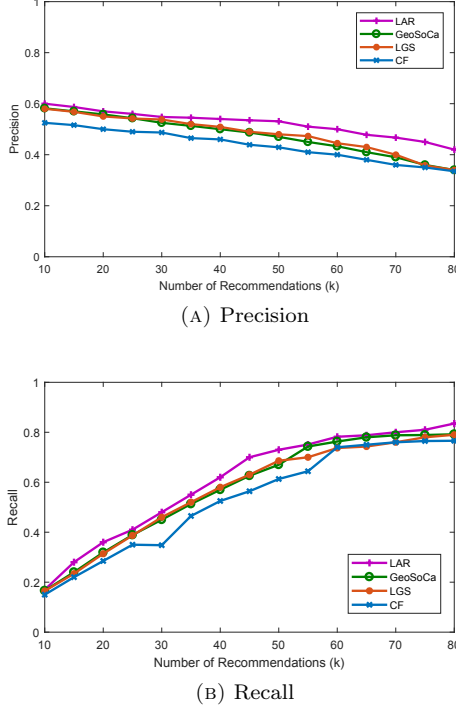 1
0.8
0.6
0.4
0.2
0
Precision
LAR
GeoSoCa
LGS
CF
10 20 30 40 50 60 70 80
Number of Recommendations (k)
(A) Precision
1
0.8
0.6
0.4
0.2
0
Recall
LAR
GeoSoCa
LGS
CF
10 20 30 40 50 60 70 80
Number of Recommendations (k)
(B) Recall